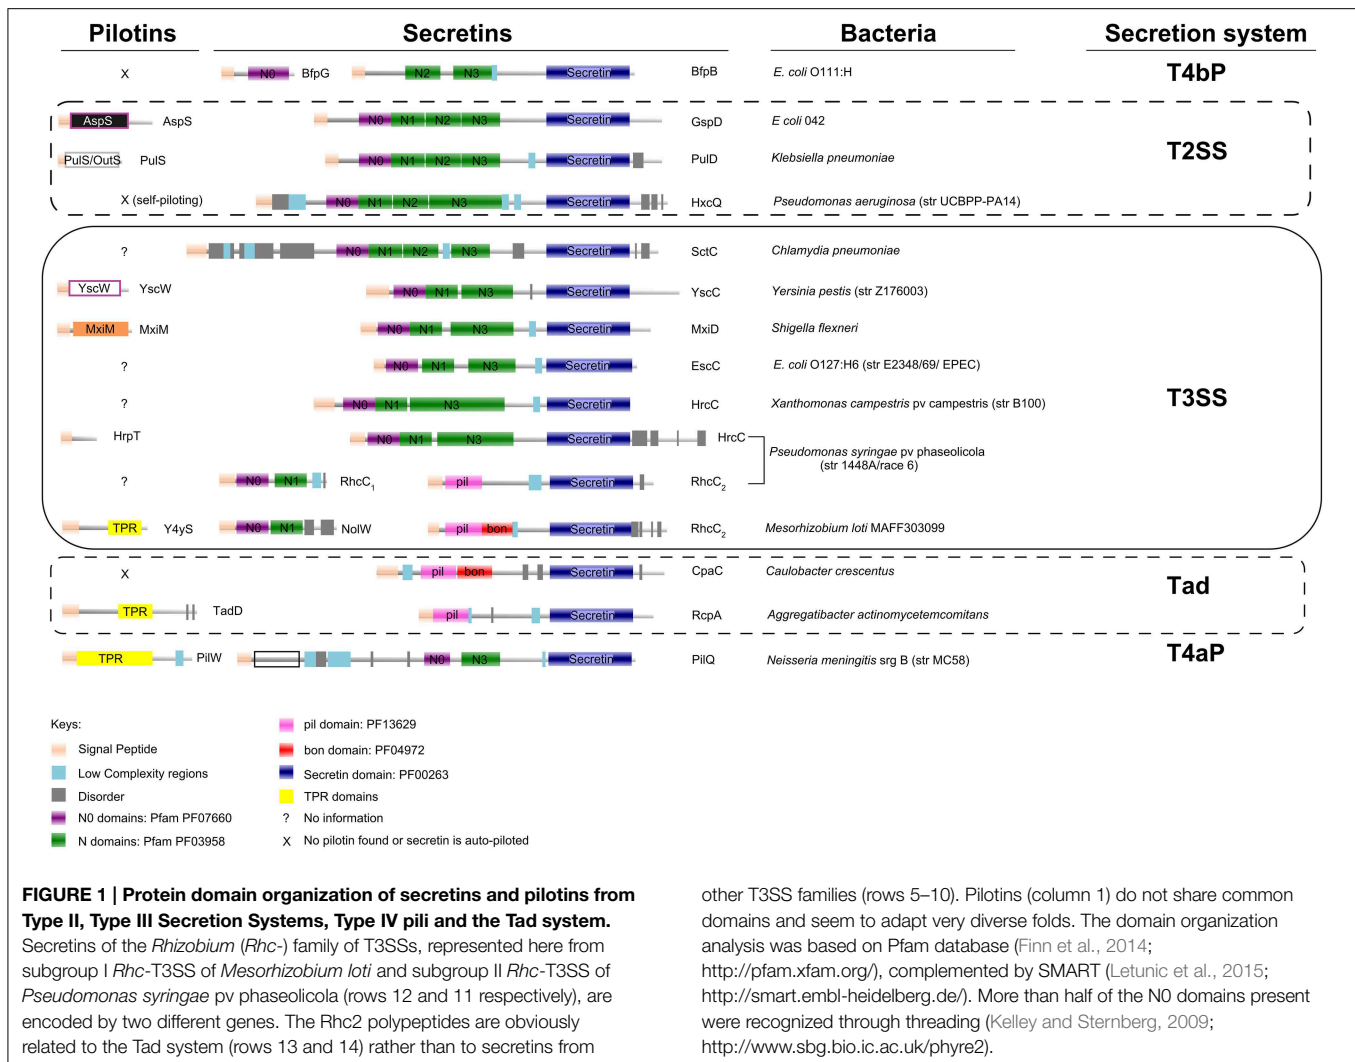 Pilotins Secretins Bacteria Secretion system
X N0 BfpG N2 N3 Secretin BfpB E. coli O111:H T4bP
AspS AspS N0 N1 N2 N3 Secretin GspD E coli 042
T2SS
PulS/OutS PulS N0 N1 N2 N3 Secretin PulD Klebsiella pneumoniae
X (self-piloting) N0 N1 N2 N3 Secretin HxcQ Pseudomonas aeruginosa (str UCBPP-PA14)
? N0 N1 N2 N3 Secretin SctC Chlamydia pneumoniae
YscW YscW N0 N1 N3 Secretin YscC Yersinia pestis (str Z176003)
MxiM MxiM N0 N1 N3 Secretin MxiD Shigella flexneri
? N0 N1 N3 Secretin EscC E. coli O127:H6 (str E2348/69/ EPEC)
T3SS
? N0 N1 N3 Secretin HrcC Xanthomonas campestris pv campestris (str B100)
HrpT N0 N1 N3 Secretin HrcC
Pseudomonas syringae pv phaseolicola
(str 1448A/race 6)
? N0 N1 RhcC1 pil Secretin RhcC2
TPR Y4yS N0 N1 NolW pil bon Secretin RhcC2 Mesorhizobium loti MAFF303099
X pil bon Secretin CpaC Caulobacter crescentus
Tad
TPR TadD pil Secretin RcpA Aggregatibacter actinomycetemcomitans
TPR PilW N0 N3 Secretin PilQ Neisseria meningitis srg B (str MC58) T4aP
Keys:
Signal Peptide
Low Complexity regions
Disorder
N0 domains: Pfam PF07660
N domains: Pfam PF03958
pil domain: PF13629
bon domain: PF04972
Secretin domain: PF00263
TPR domains
? No information
X No pilotin found or secretin is auto-piloted
FIGURE 1 | Protein domain organization of secretins and pilotins from
Type II, Type III Secretion Systems, Type IV pili and the Tad system.
Secretins of the Rhizobium (Rhc-) family of T3SSs, represented here from
subgroup I Rhc-T3SS of Mesorhizobium loti and subgroup II Rhc-T3SS of
Pseudomonas syringae pv phaseolicola (rows 12 and 11 respectively), are
encoded by two different genes. The Rhc2 polypeptides are obviously
related to the Tad system (rows 13 and 14) rather than to secretins from
other T3SS families (rows 5–10). Pilotins (column 1) do not share common
domains and seem to adapt very diverse folds. The domain organization
analysis was based on Pfam database (Finn et al., 2014;
http://pfam.xfam.org/), complemented by SMART (Letunic et al., 2015;
http://smart.embl-heidelberg.de/). More than half of the N0 domains present
were recognized through threading (Kelley and Sternberg, 2009;
http://www.sbg.bio.ic.ac.uk/phyre2).